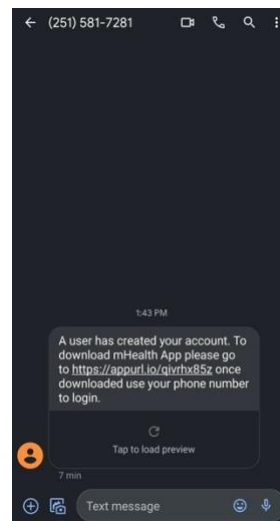 (251) 581-7281
1:43 PM
A user has created your account. To
download mHealth App please go
to https://appurl.io/qivrhx85z once
downloaded use your phone number
to login.
Tap to load preview
7 min
Text message